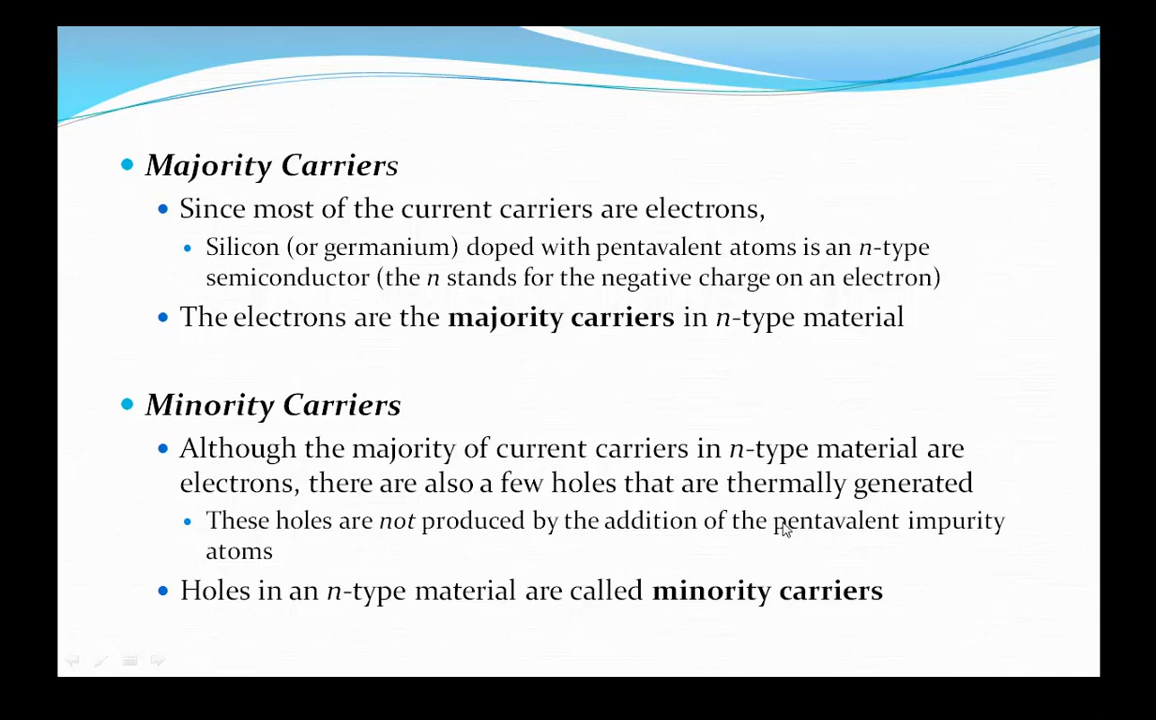 Majority Carriers
Since most of the current carriers are electrons,
Silicon (or germanium) doped with pentavalent atoms is an n-type
semiconductor (the n stands for the negative charge on an electron)
The electrons are the majority carriers in n-type material
Minority Carriers
Although the majority of current carriers in n-type material are
electrons, there are also a few holes that are thermally generated
These holes are not produced by the addition of the pentavalent impurity
atoms
Holes in an n-type material are called minority carriers